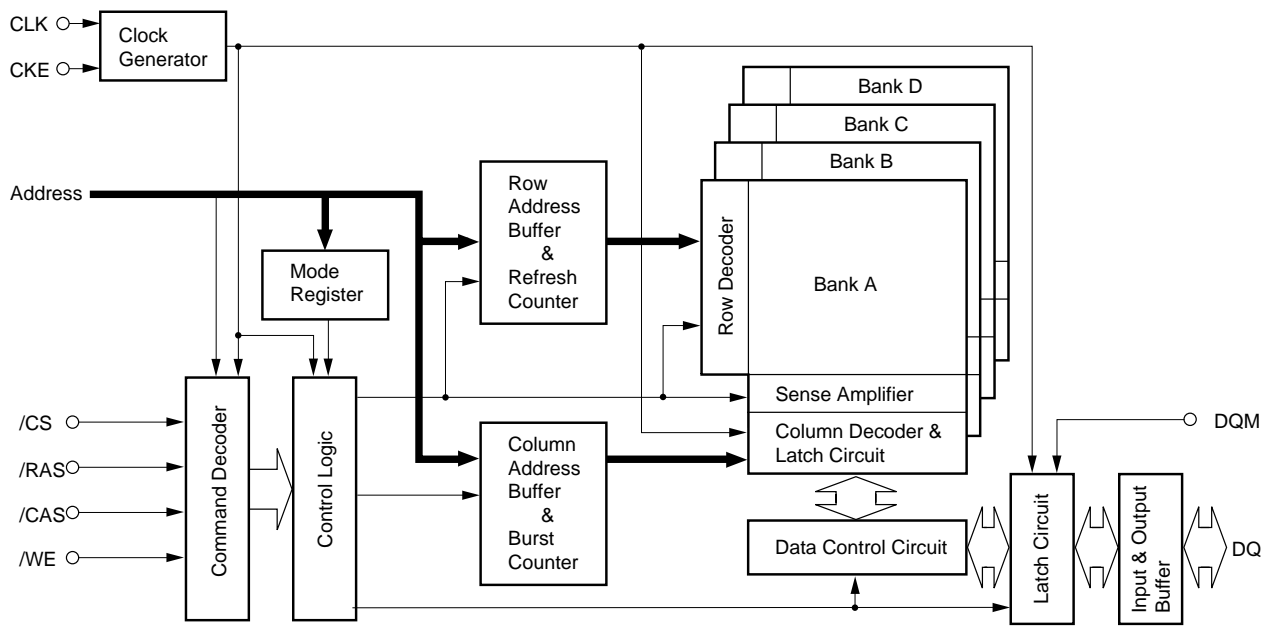 CLK
CKE
Clock
Generator
Bank D
Bank C
Bank B
Address
Row
Address
Buffer
&
Refresh
Counter
Row Decoder
Bank A
Mode
Register
Sense Amplifier
Column Decoder &
Latch Circuit
/CS
/RAS
/CAS
/WE
Command Decoder
Control Logic
Column
Address
Buffer
&
Burst
Counter
DQM
Data Control Circuit
Latch Circuit
Input & Output
Buffer
DQ